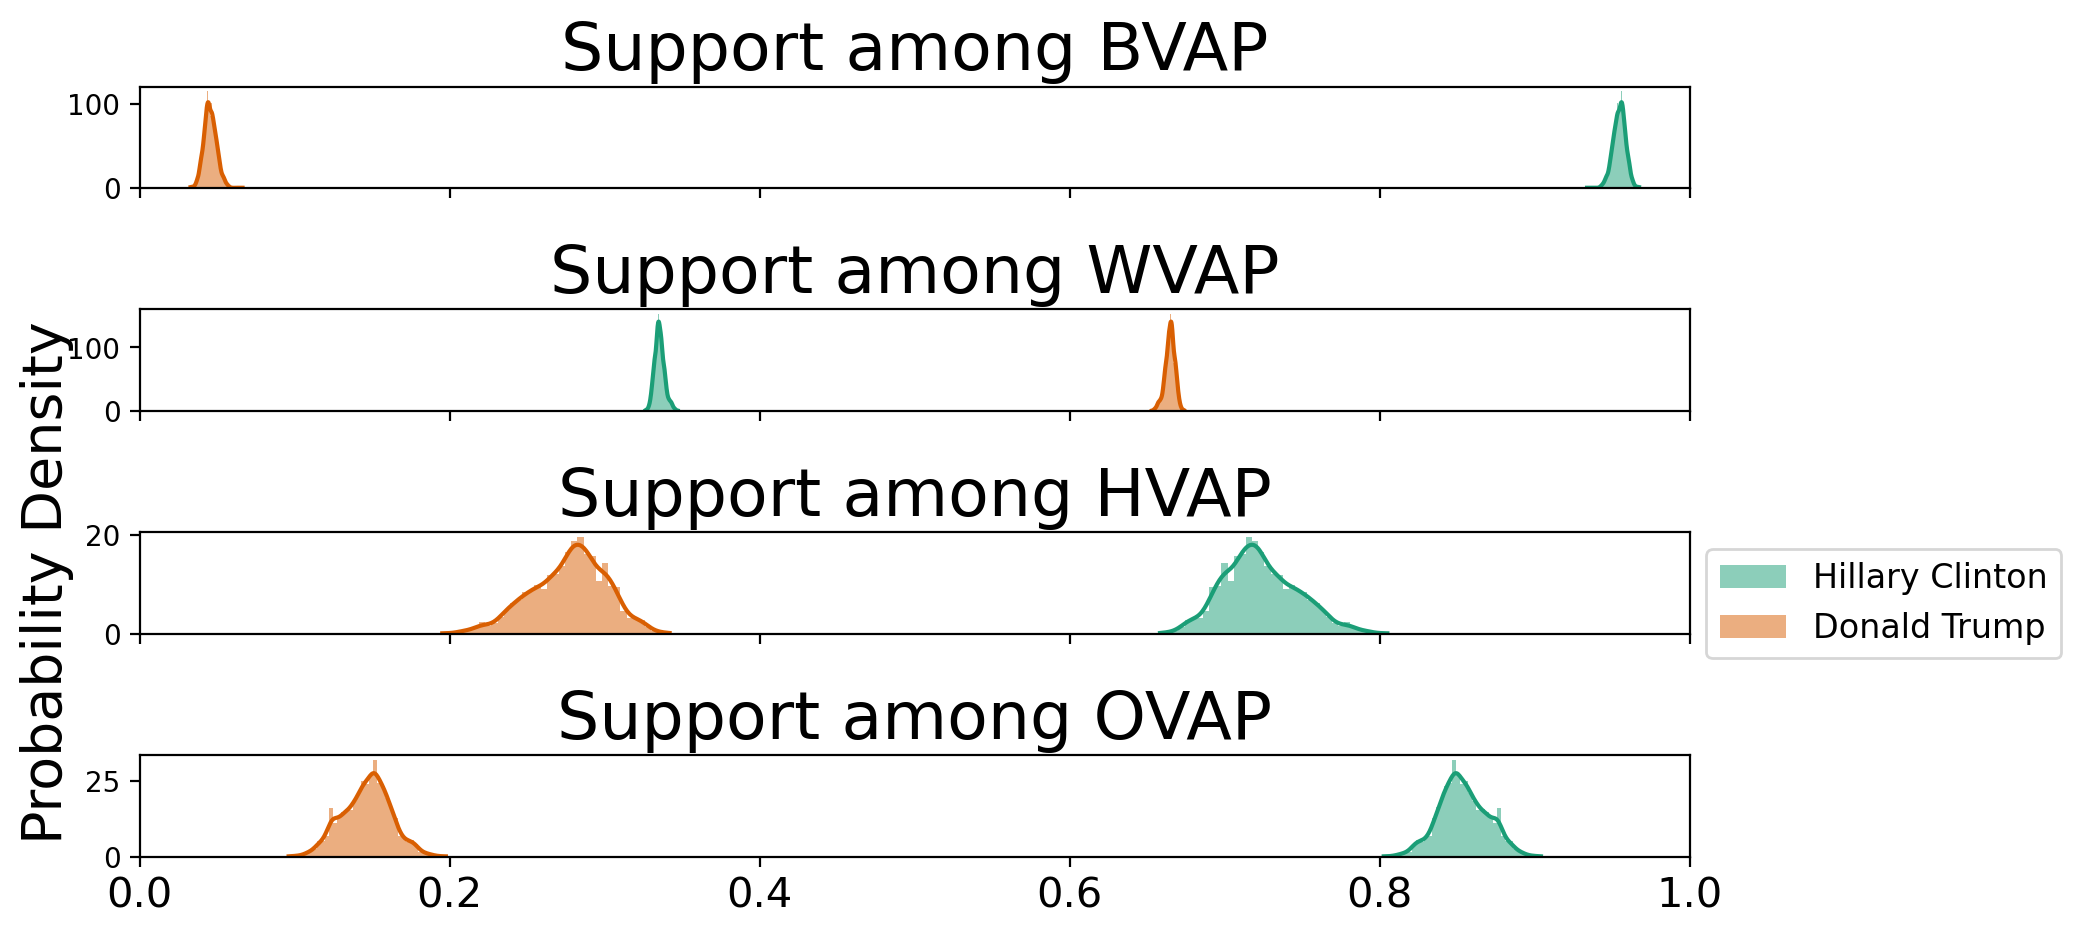 Support among BVAP
100
0
Support among WVAP
100
0
Support among HVAP
20
0
Support among OVAP
25
0
0.0 0.2 0.4 0.6 0.8 1.0
Probability Density
Hillary Clinton
Donald Trump